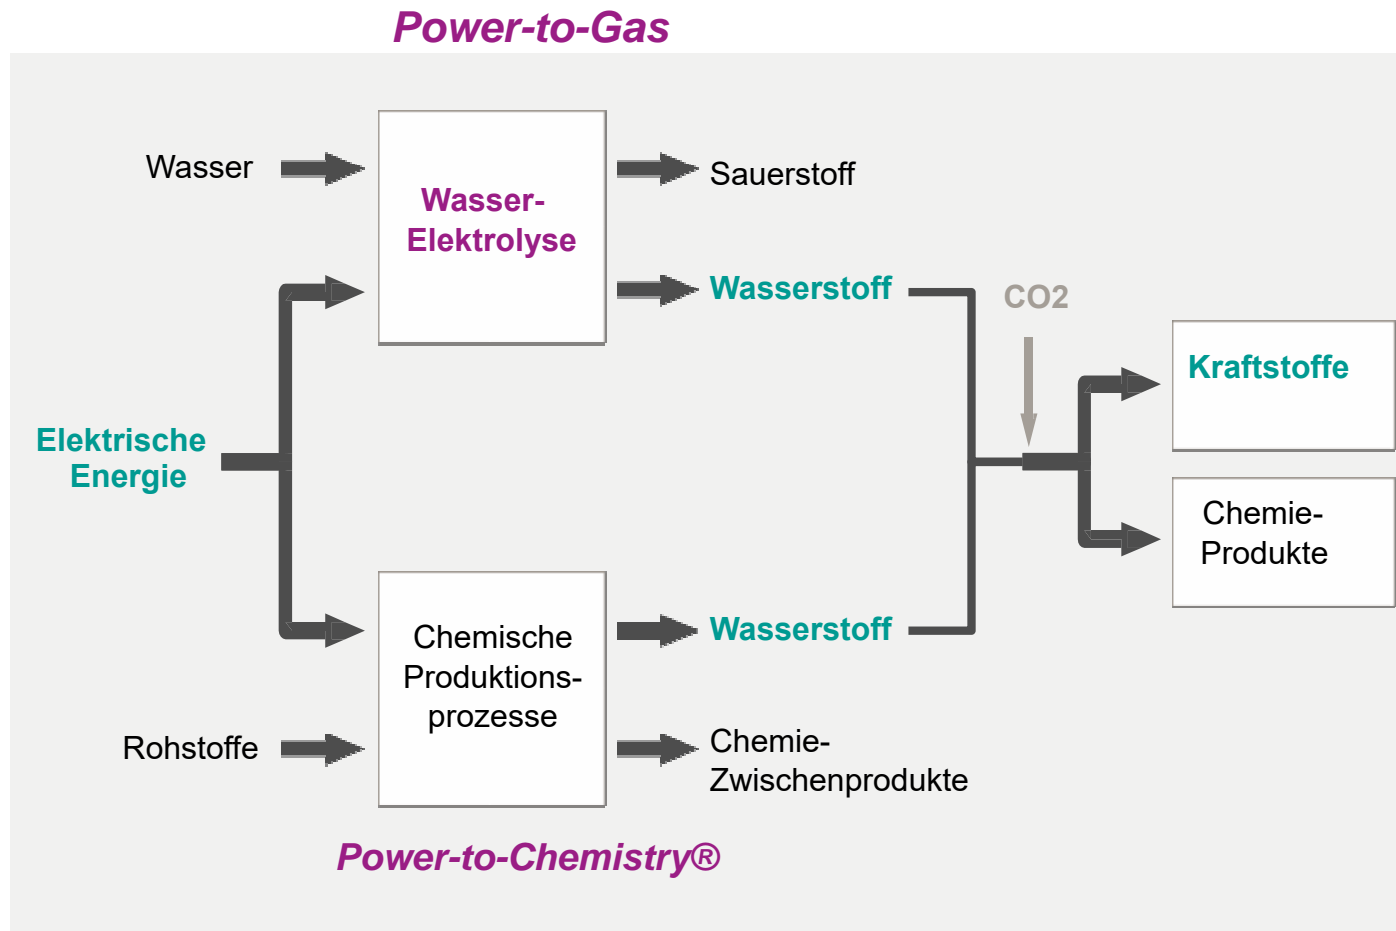 Power-to-Gas
Wasser
Wasser-
Elektrolyse
Sauerstoff
Wasserstoff
CO2
Kraftstoffe
Elektrische
Energie
Chemie-
Produkte
Chemische
Produktions-
prozesse
Wasserstoff
Rohstoffe
Chemie-
Zwischenprodukte
Power-to-Chemistry®